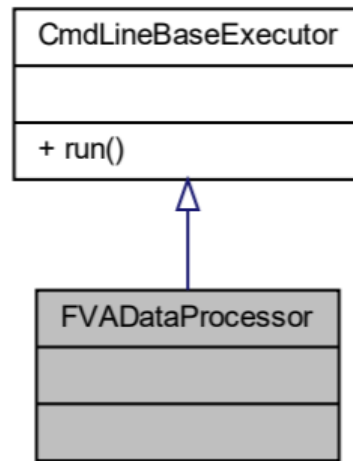 CmdLineBaseExecutor
+ run()
FVADataProcessor